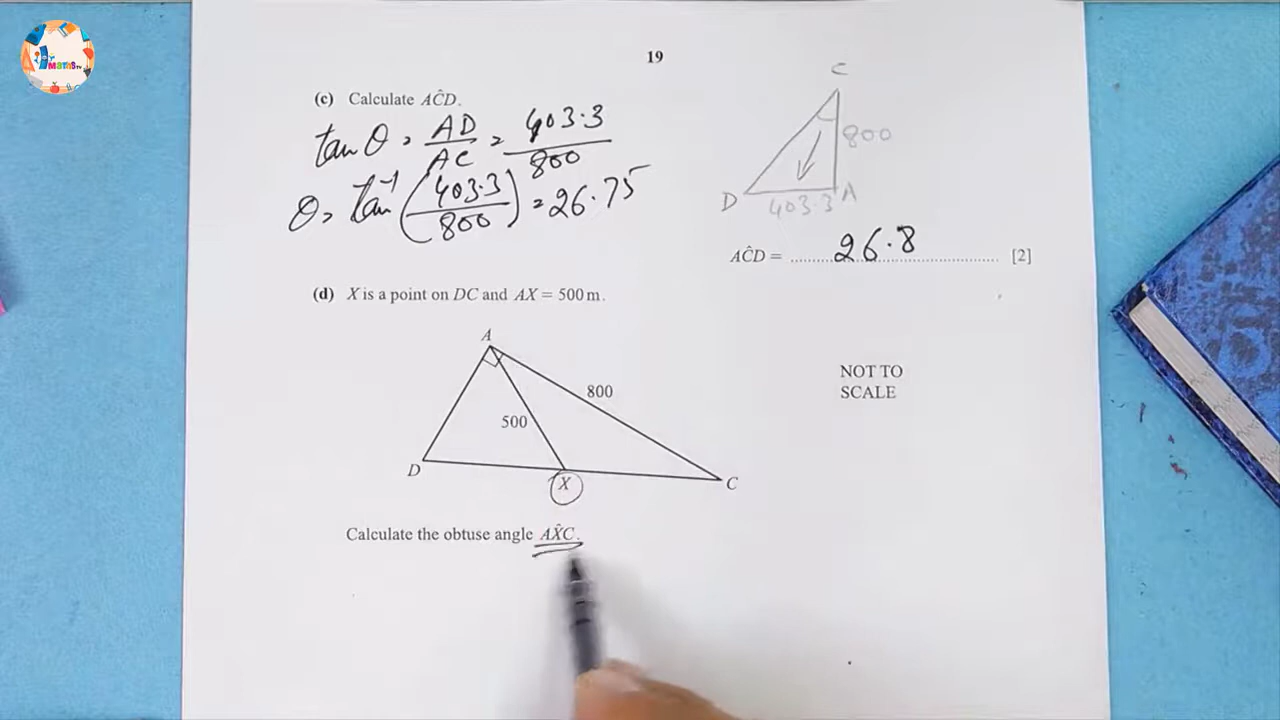 MATHS TV
19
(c) Calculate AĈD.
tan θ = AD/AC = 403.3/800
θ = tan⁻¹(403.3/800) = 26.75
C
800
D
403.3
A
AĈD = ........26.8........ [2]
(d) X is a point on DC and AX = 500 m.
A
800
500
D
X
C
NOT TO
SCALE
Calculate the obtuse angle AX̂C.